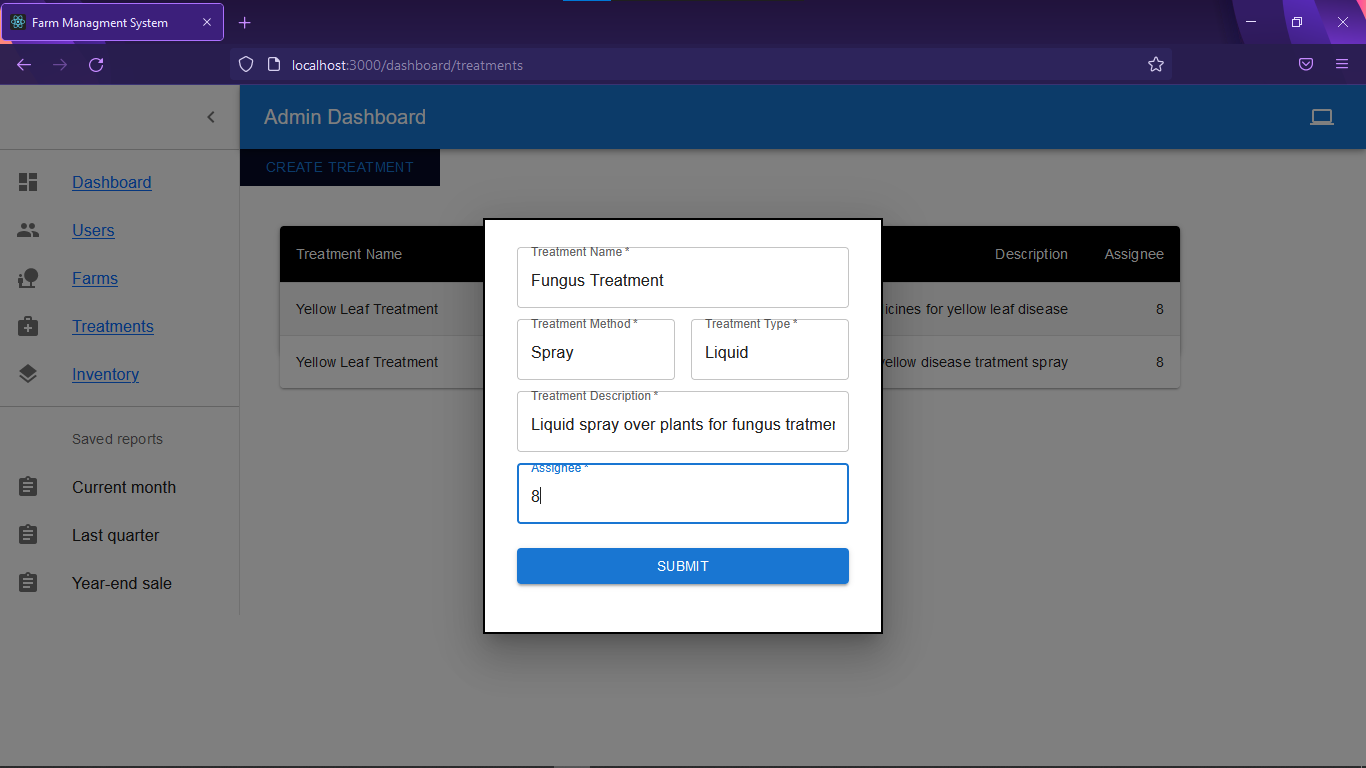 Farm Managment System
localhost:3000/dashboard/treatments
Admin Dashboard
CREATE TREATMENT
Dashboard
Users
Farms
Treatments
Inventory
Saved reports
Current month
Last quarter
Year-end sale
Treatment Name Description Assignee
Yellow Leaf Treatment icines for yellow leaf disease 8
Yellow Leaf Treatment yellow disease tratment spray 8
Treatment Name *
Fungus Treatment
Treatment Method * Treatment Type *
Spray Liquid
Treatment Description *
Liquid spray over plants for fungus tratmer
Assignee *
8
SUBMIT